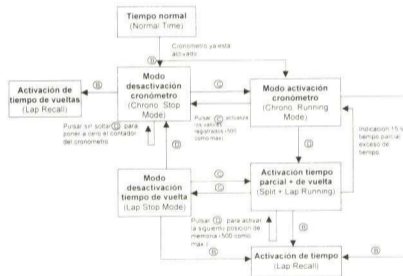 Tiempo normal
(Normal Time)
B
Cronómetro ya está
activado
B
Activación de
tiempo de vueltas
(Lap Recall)
B
Modo
desactivación
cronómetro
(Chrono. Stop
Mode)
C
Modo activación
cronómetro
(Chrono. Running
Mode)
C
Pulsar sin soltar D para
poner a cero el contador
del cronómetro
Pulsar C actualiza
los valores
registrados (500
como máx.)
Indicación 15 s
tiempo parcial
exceso de
tiempo
D
D
Modo
desactivación
tiempo de vuelta
(Lap Stop Mode)
C
C
Activación tiempo
parcial + de vuelta
(Split + Lap Running)
Pulsar D para activar
la siguiente posición de
memoria (500 como
máx.)
B
B
B
Activación de tiempo
(Lap Recall)